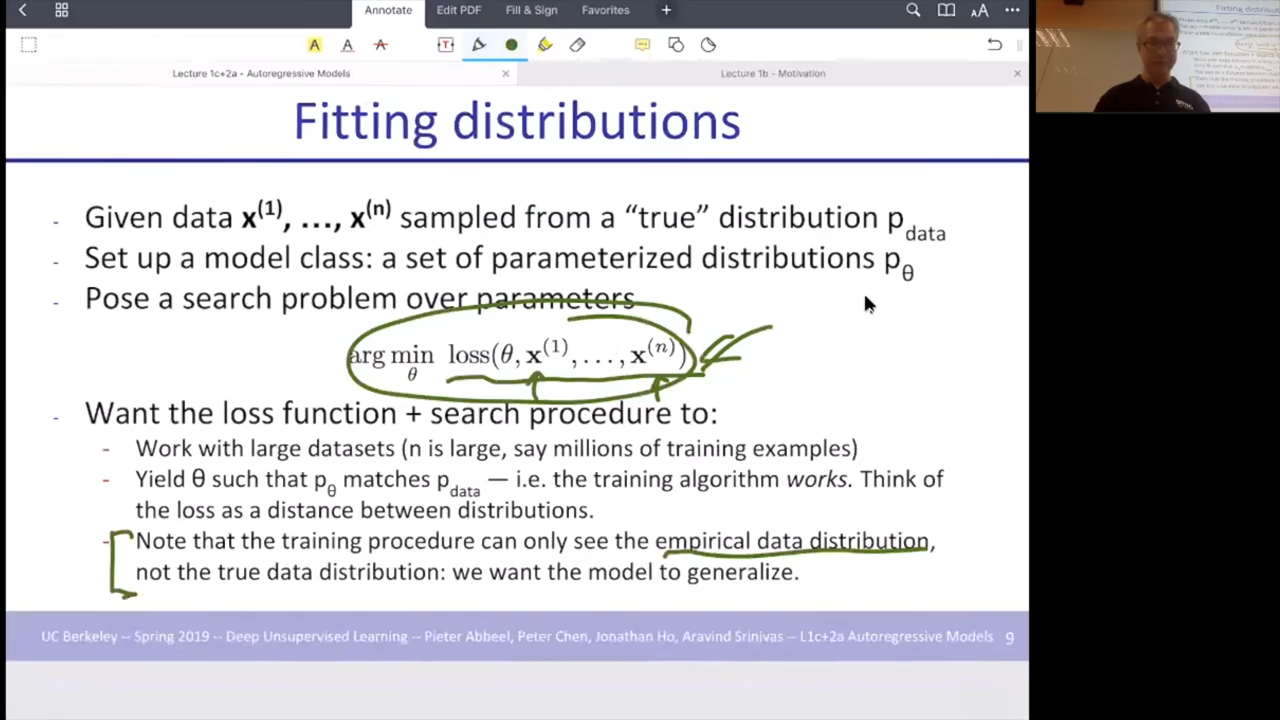 Annotate Edit PDF Fill & Sign Favorites +
Lecture 1c+2a - Autoregressive Models × Lecture 1b - Motivation ×
Fitting distributions
- Given data x(1), ..., x(n) sampled from a “true” distribution pdata
- Set up a model class: a set of parameterized distributions pθ
- Pose a search problem over parameters
arg min θ loss(θ, x(1), . . . , x(n))
- Want the loss function + search procedure to:
- Work with large datasets (n is large, say millions of training examples)
- Yield θ such that pθ matches pdata — i.e. the training algorithm works. Think of
the loss as a distance between distributions.
- Note that the training procedure can only see the empirical data distribution,
not the true data distribution: we want the model to generalize.
UC Berkeley -- Spring 2019 -- Deep Unsupervised Learning -- Pieter Abbeel, Peter Chen, Jonathan Ho, Aravind Srinivas -- L1c+2a Autoregressive Models 9